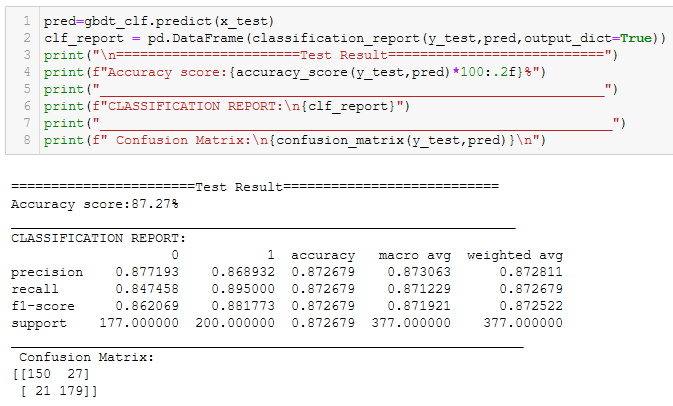 1 pred=gbdt_clf.predict(x_test)
2 clf_report = pd.DataFrame(classification_report(y_test,pred,output_dict=True))
3 print("\n=======================Test Result===========================")
4 print(f"Accuracy score:{accuracy_score(y_test,pred)*100:.2f}%")
5 print("_______________________________________________________________")
6 print(f"CLASSIFICATION REPORT:\n{clf_report}")
7 print("________________________________________________________________")
8 print(f" Confusion Matrix:\n{confusion_matrix(y_test,pred)}\n")
=======================Test Result===========================
Accuracy score:87.27%
_______________________________________________________________
CLASSIFICATION REPORT:
                    0           1  accuracy   macro avg  weighted avg
precision    0.877193    0.868932  0.872679    0.873063      0.872811
recall       0.847458    0.895000  0.872679    0.871229      0.872679
f1-score     0.862069    0.881773  0.872679    0.871921      0.872522
support    177.000000  200.000000  0.872679  377.000000    377.000000
________________________________________________________________
 Confusion Matrix:
[[150  27]
 [ 21 179]]